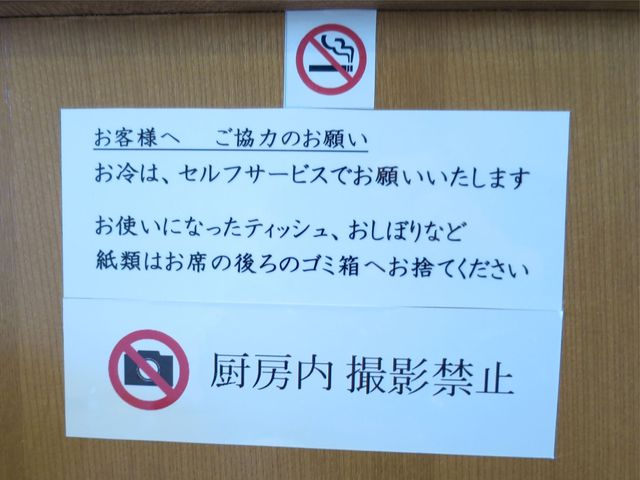 お客様へ　ご協力のお願い
お冷は、セルフサービスでお願いいたします
お使いになったティッシュ、おしぼりなど
紙類はお席の後ろのゴミ箱へお捨てください
厨房内 撮影禁止